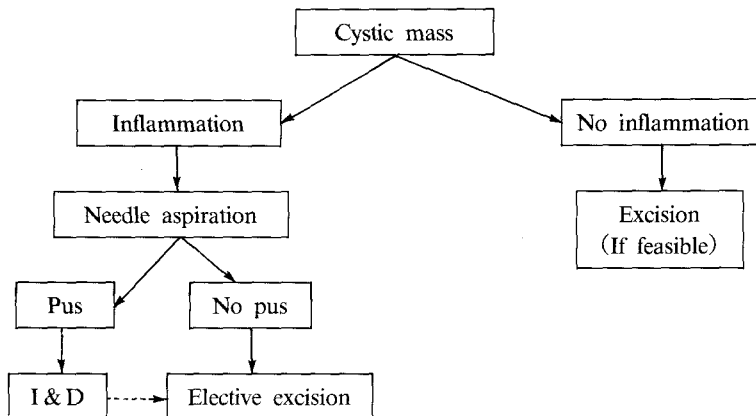 Cystic mass
Inflammation
No inflammation
Needle aspiration
Excision
(If feasible)
Pus
No pus
I & D
Elective excision